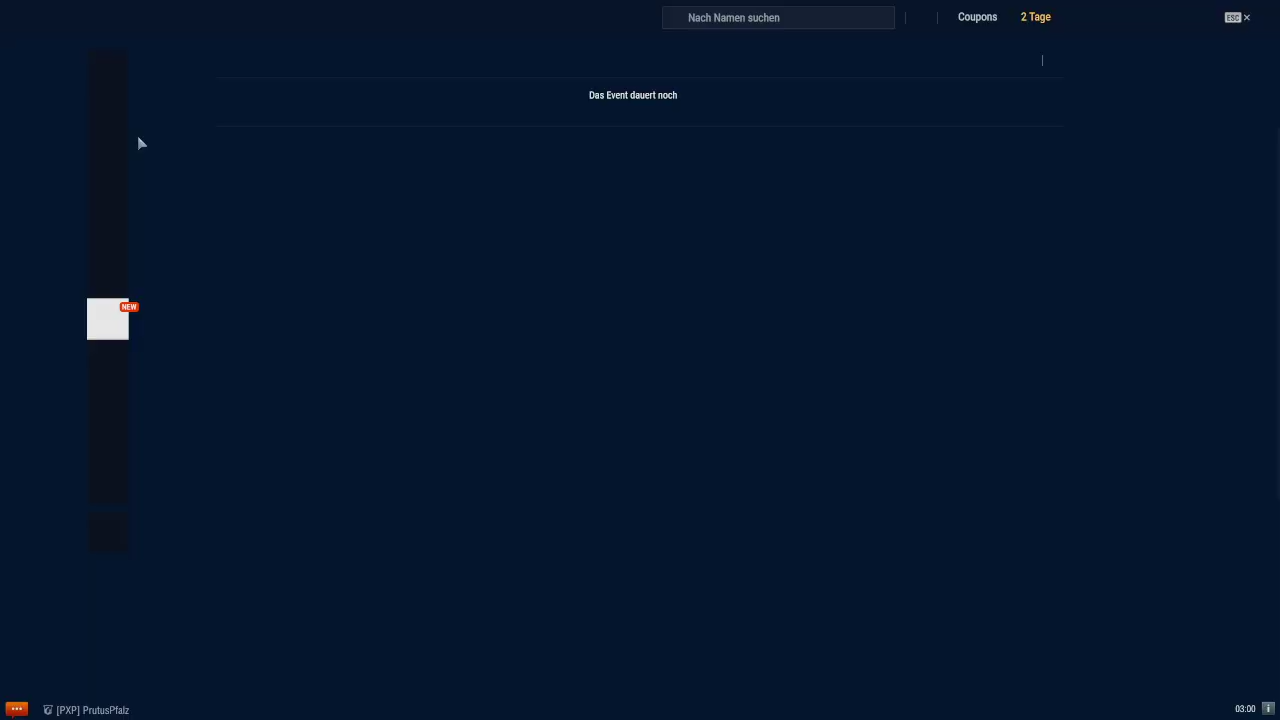 Nach Namen suchen
Coupons
2 Tage
ESC
Das Event dauert noch
NEW
[PXP] PrutusPfalz
03:00
i